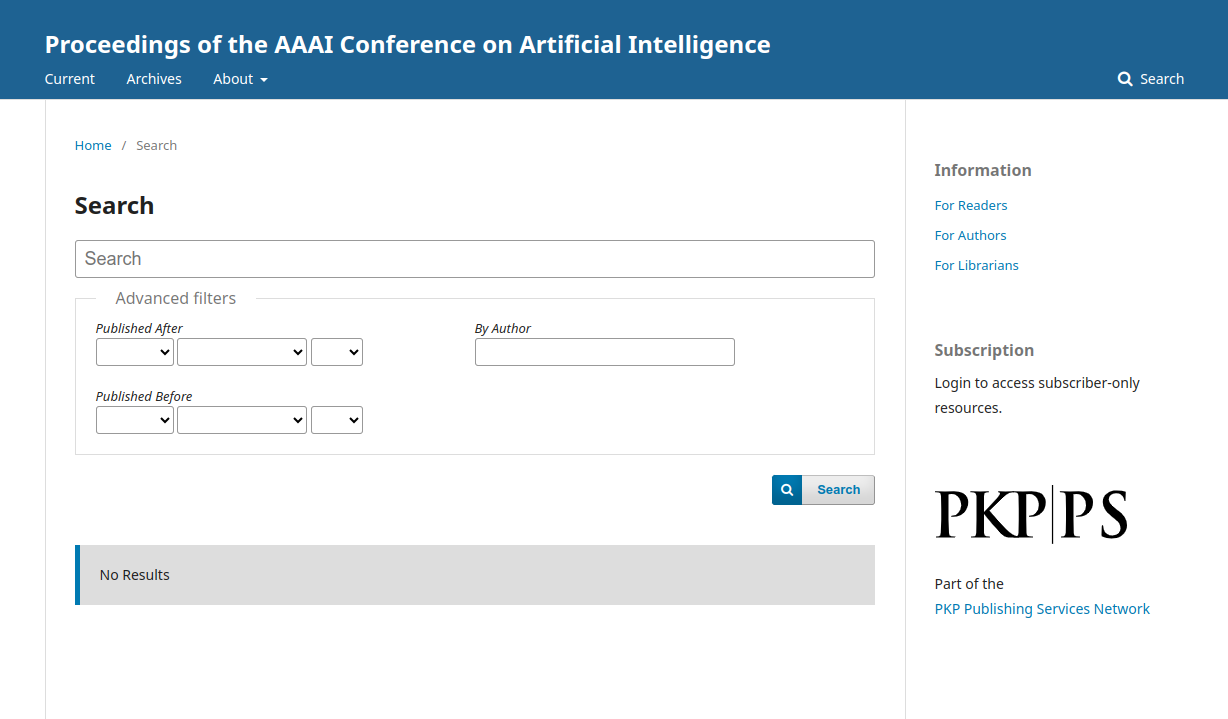 Proceedings of the AAAI Conference on Artificial Intelligence
Current Archives About Search
Home / Search
Search
Search
Advanced filters
Published After
By Author
Published Before
Search
No Results
Information
For Readers
For Authors
For Librarians
Subscription
Login to access subscriber-only
resources.
PKP|PS
Part of the
PKP Publishing Services Network